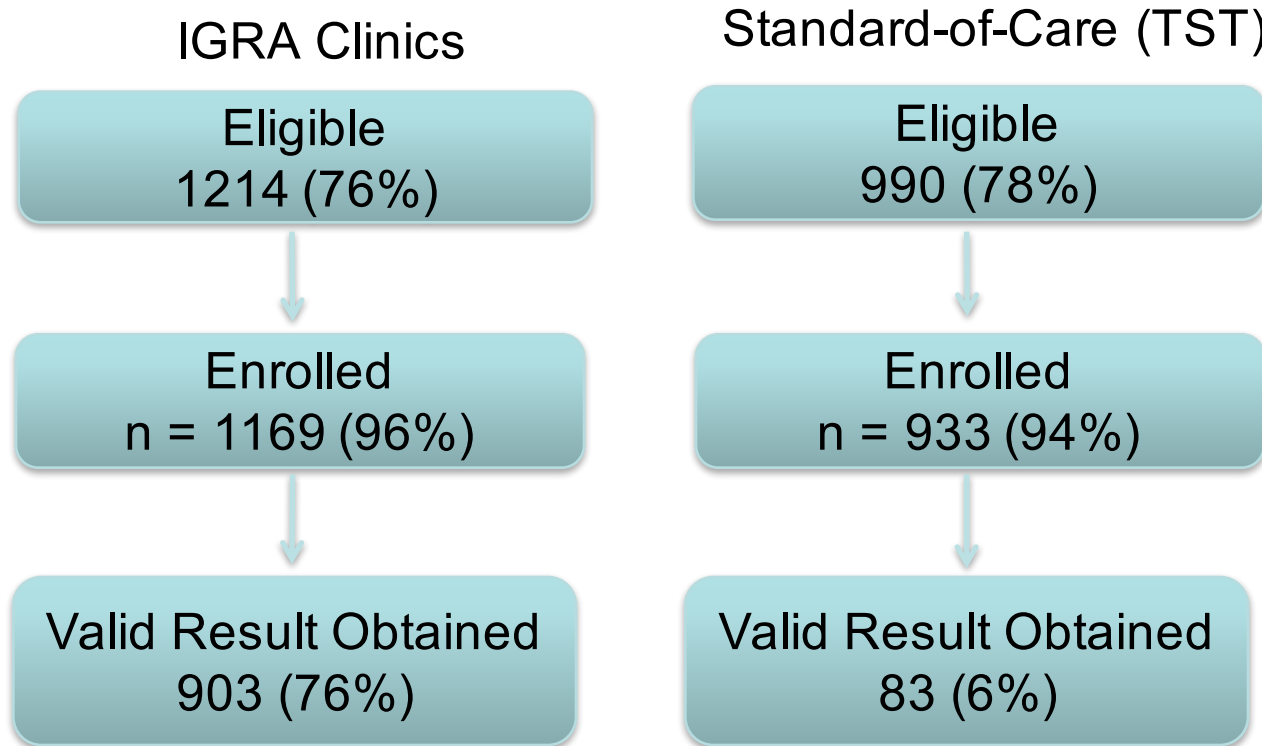 IGRA Clinics
Eligible
1214 (76%)
Enrolled
n = 1169 (96%)
Valid Result Obtained
903 (76%)
Standard-of-Care (TST)
Eligible
990 (78%)
Enrolled
n = 933 (94%)
Valid Result Obtained
83 (6%)